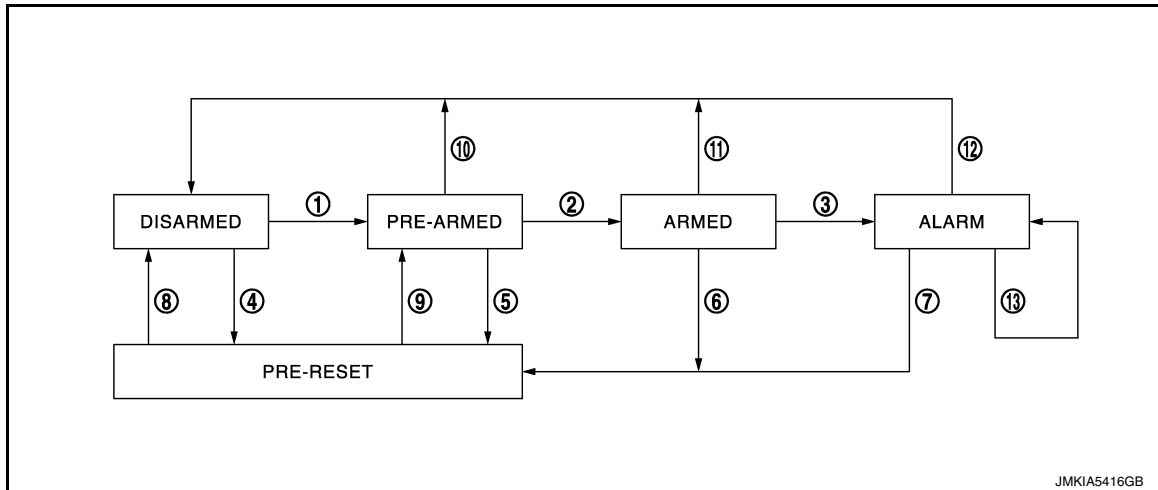 ⑩ ⑪ ⑫
DISARMED ① PRE-ARMED ② ARMED ③ ALARM
⑧ ④ ⑨ ⑤ ⑥ ⑦ ⑬
PRE-RESET
JMKIA5416GB